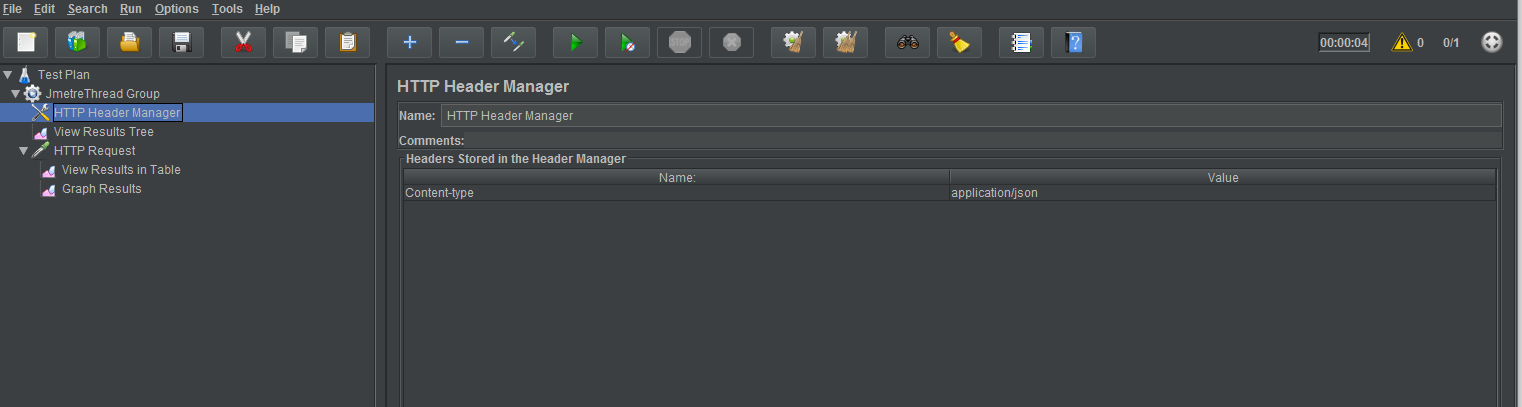 File Edit Search Run Options Tools Help
STOP 00:00:04 0 0/1
Test Plan
JmetreThread Group
HTTP Header Manager
View Results Tree
HTTP Request
View Results in Table
Graph Results
HTTP Header Manager
Name: HTTP Header Manager
Comments:
Headers Stored in the Header Manager
Name: Value
Content-type application/json